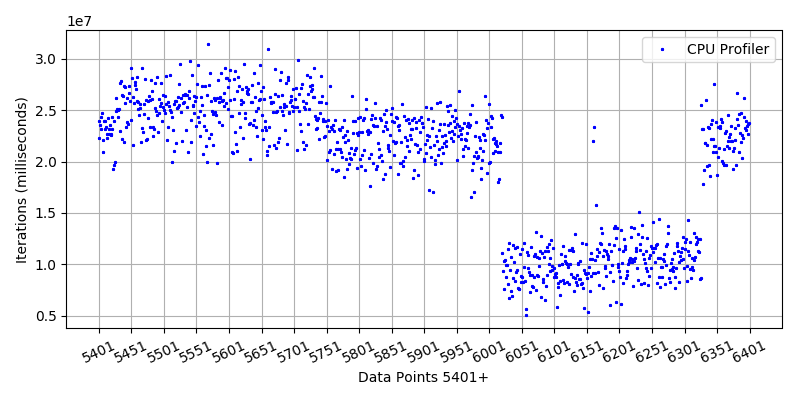 1e7
CPU Profiler
3.0
2.5
2.0
1.5
1.0
0.5
Iterations (milliseconds)
5401 5451 5501 5551 5601 5651 5701 5751 5801 5851 5901 5951 6001 6051 6101 6151 6201 6251 6301 6351 6401
Data Points 5401+